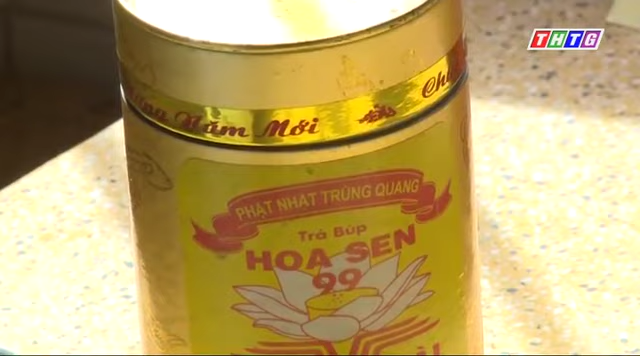 THTG
Năm Mới
PHẬT NHẬT TRÙNG QUANG
Trà Búp
HOA SEN
99